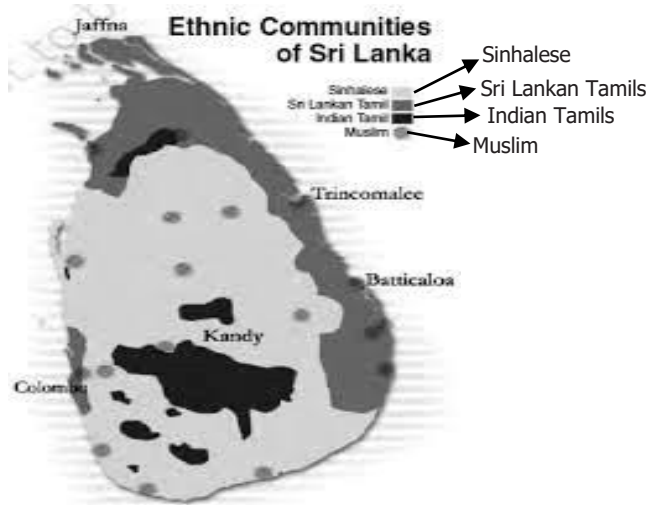 Jaffna
Ethnic Communities
of Sri Lanka
Sinhalese
Sri Lankan Tamil
Indian Tamil
Muslim
Sinhalese
Sri Lankan Tamils
Indian Tamils
Muslim
Trincomalee
Batticaloa
Kandy
Colombo